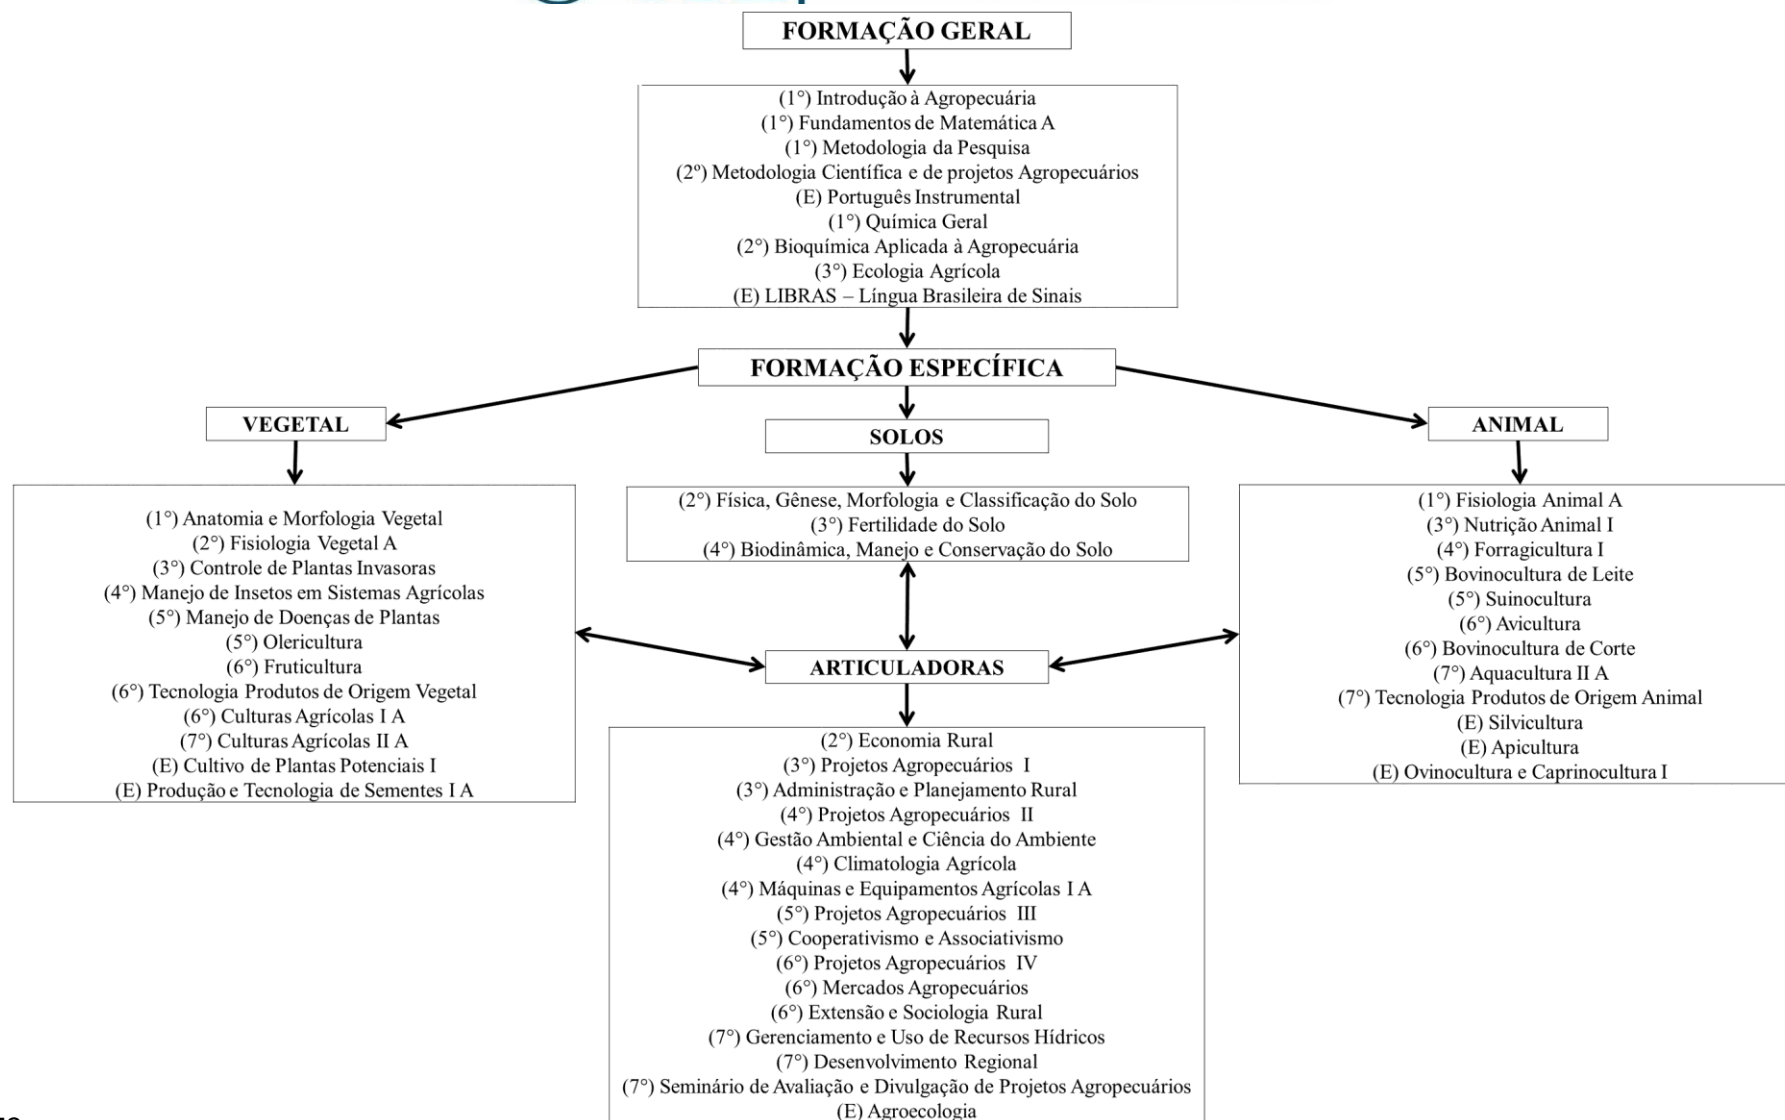 FORMAÇÃO GERAL
(1°) Introdução à Agropecuária
(1°) Fundamentos de Matemática A
(1°) Metodologia da Pesquisa
(2º) Metodologia Científica e de projetos Agropecuários
(E) Português Instrumental
(1°) Química Geral
(2°) Bioquímica Aplicada à Agropecuária
(3°) Ecologia Agrícola
(E) LIBRAS – Língua Brasileira de Sinais
FORMAÇÃO ESPECÍFICA
VEGETAL
(1°) Anatomia e Morfologia Vegetal
(2°) Fisiologia Vegetal A
(3°) Controle de Plantas Invasoras
(4°) Manejo de Insetos em Sistemas Agrícolas
(5°) Manejo de Doenças de Plantas
(5°) Olericultura
(6°) Fruticultura
(6°) Tecnologia Produtos de Origem Vegetal
(6°) Culturas Agrícolas I A
(7°) Culturas Agrícolas II A
(E) Cultivo de Plantas Potenciais I
(E) Produção e Tecnologia de Sementes I A
SOLOS
(2°) Física, Gênese, Morfologia e Classificação do Solo
(3°) Fertilidade do Solo
(4°) Biodinâmica, Manejo e Conservação do Solo
ANIMAL
(1°) Fisiologia Animal A
(3°) Nutrição Animal I
(4°) Forragicultura I
(5°) Bovinocultura de Leite
(5°) Suinocultura
(6°) Avicultura
(6°) Bovinocultura de Corte
(7°) Aquacultura II A
(7°) Tecnologia Produtos de Origem Animal
(E) Silvicultura
(E) Apicultura
(E) Ovinocultura e Caprinocultura I
ARTICULADORAS
(2°) Economia Rural
(3°) Projetos Agropecuários I
(3°) Administração e Planejamento Rural
(4°) Projetos Agropecuários II
(4°) Gestão Ambiental e Ciência do Ambiente
(4°) Climatologia Agrícola
(4°) Máquinas e Equipamentos Agrícolas I A
(5°) Projetos Agropecuários III
(5°) Cooperativismo e Associativismo
(6°) Projetos Agropecuários IV
(6°) Mercados Agropecuários
(6°) Extensão e Sociologia Rural
(7°) Gerenciamento e Uso de Recursos Hídricos
(7°) Desenvolvimento Regional
(7°) Seminário de Avaliação e Divulgação de Projetos Agropecuários
(E) Agroecologia